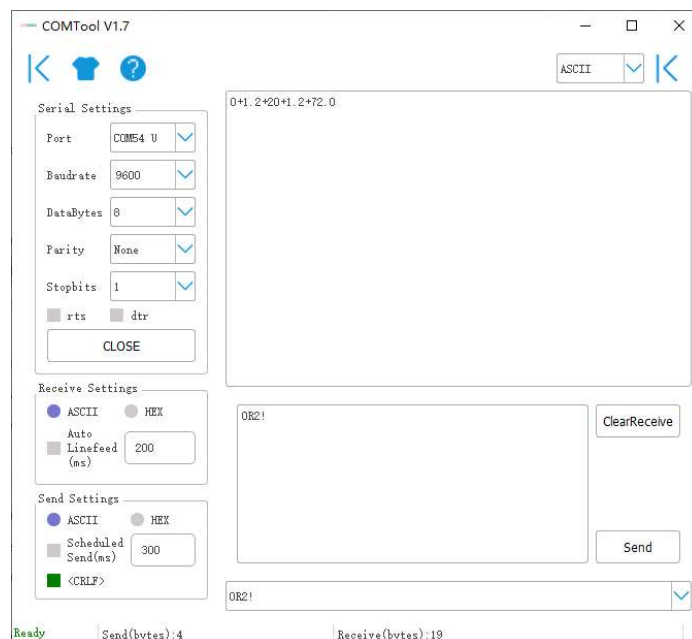 COMTool V1.7
ASCII
Serial Settings
Port COM54 U
Baudrate 9600
DataBytes 8
Parity None
Stopbits 1
rts dtr
CLOSE
Receive Settings
ASCII HEX
Auto
Linefeed
(ms)
200
Send Settings
ASCII HEX
Scheduled
Send(ms)
300
<CRLF>
0+1.2+20+1.2+72.0
0R2!
ClearReceive
Send
0R2!
Ready Send(bytes):4 Receive(bytes):19